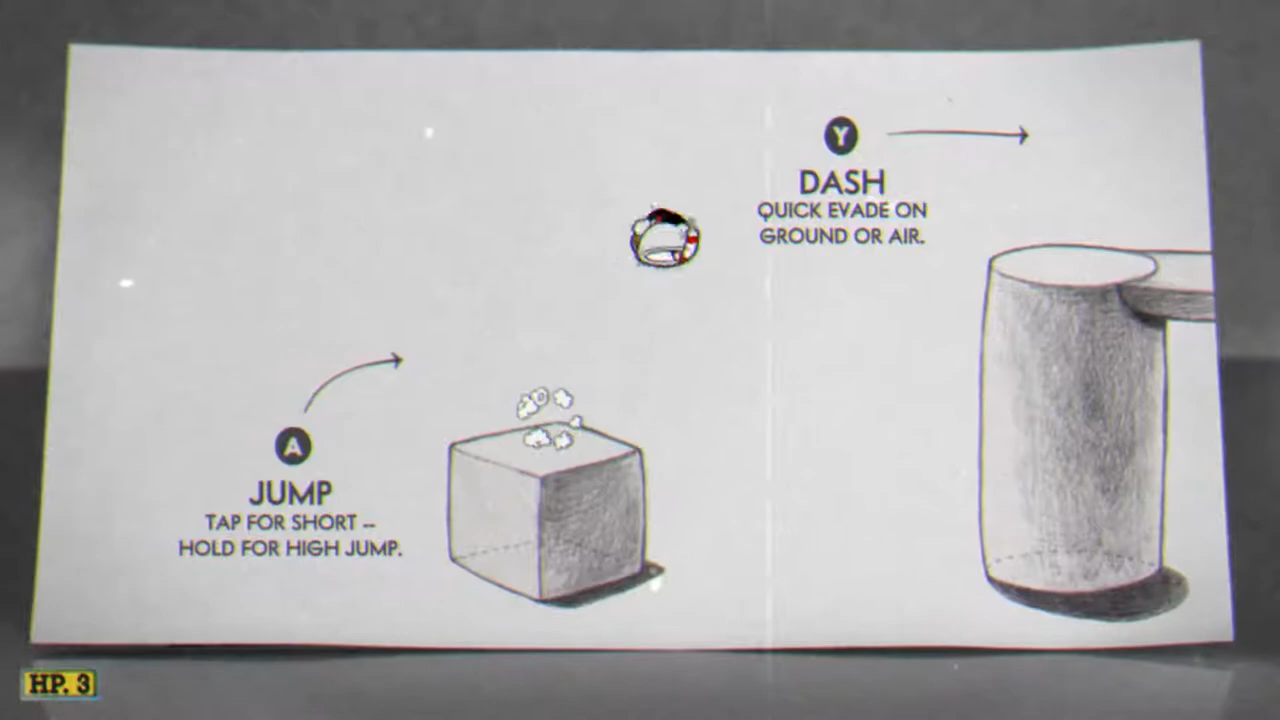 Y
DASH
QUICK EVADE ON
GROUND OR AIR.
A
JUMP
TAP FOR SHORT --
HOLD FOR HIGH JUMP.
HP. 3